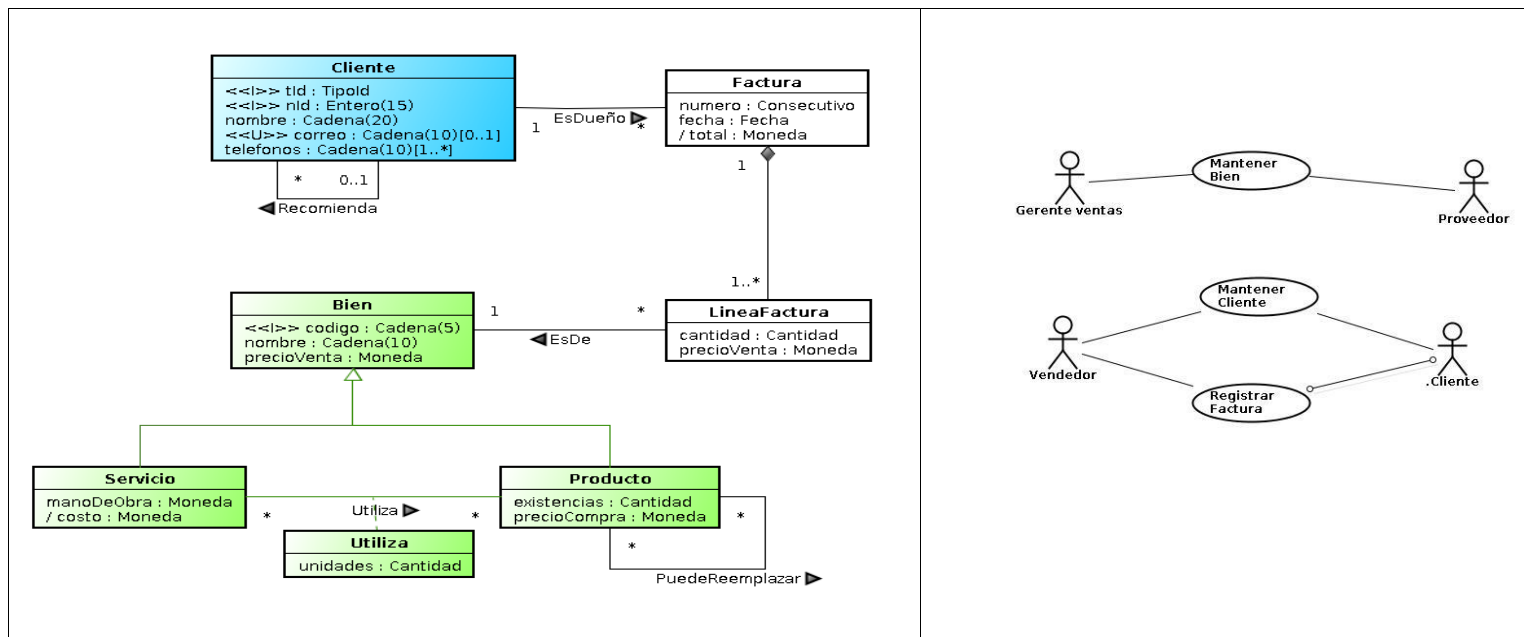 Cliente
<<I>> tId : TipoId
<<I>> nId : Entero(15)
nombre : Cadena(20)
<<U>> correo : Cadena(10)[0..1]
telefonos : Cadena(10)[1..*]
* 0..1
Recomienda
EsDueño
1 *
Factura
numero : Consecutivo
fecha : Fecha
/ total : Moneda
1
1..*
Bien
<<I>> codigo : Cadena(5)
nombre : Cadena(10)
precioVenta : Moneda
1 *
EsDe
LineaFactura
cantidad : Cantidad
precioVenta : Moneda
Servicio
manoDeObra : Moneda
/ costo : Moneda
* Utiliza *
Utiliza
unidades : Cantidad
Producto
existencias : Cantidad
precioCompra : Moneda
*
*
PuedeReemplazar
Mantener
Bien
Gerente ventas
Proveedor
Mantener
Cliente
Vendedor
.Cliente
Registrar
Factura